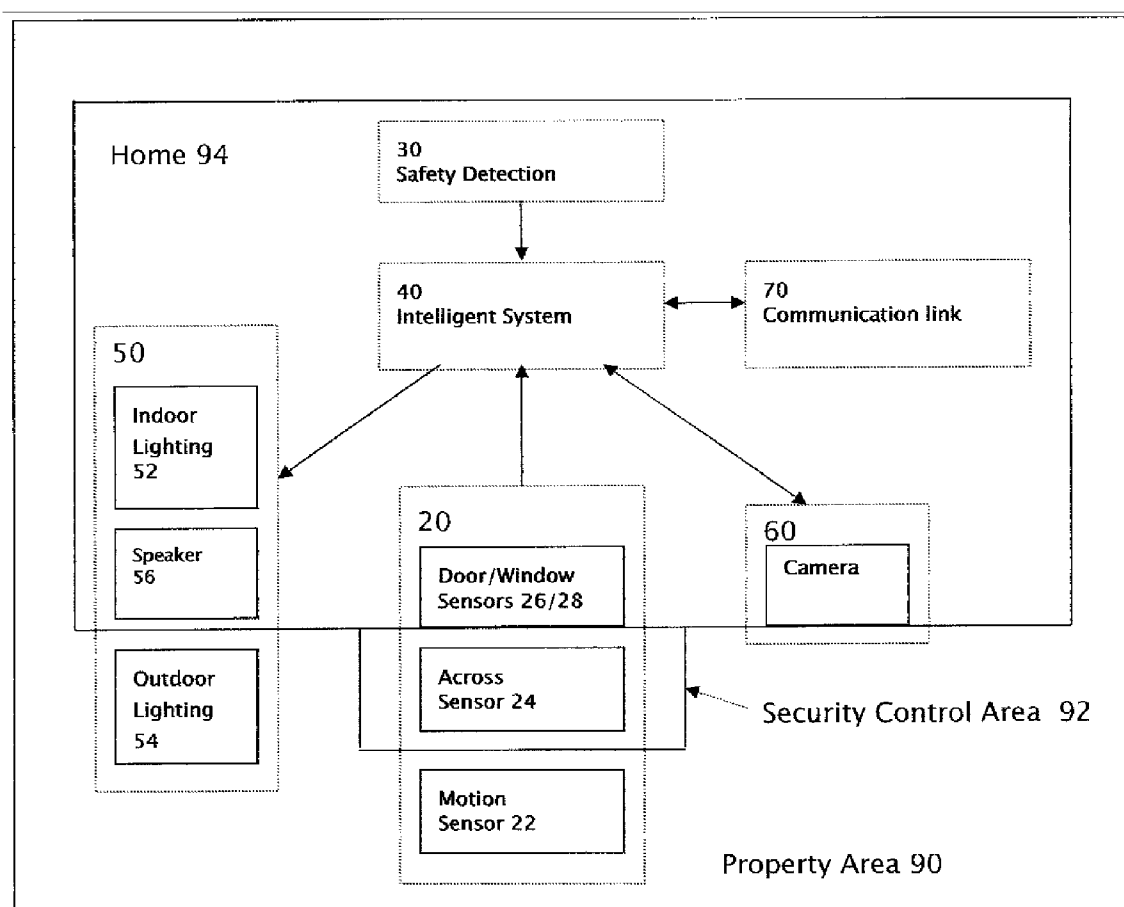 Home 94
30
Safety Detection
40
Intelligent System
70
Communication link
50
Indoor
Lighting
52
Speaker
56
Outdoor
Lighting
54
20
Door/Window
Sensors 26/28
Across
Sensor 24
Motion
Sensor 22
60
Camera
Security Control Area 92
Property Area 90